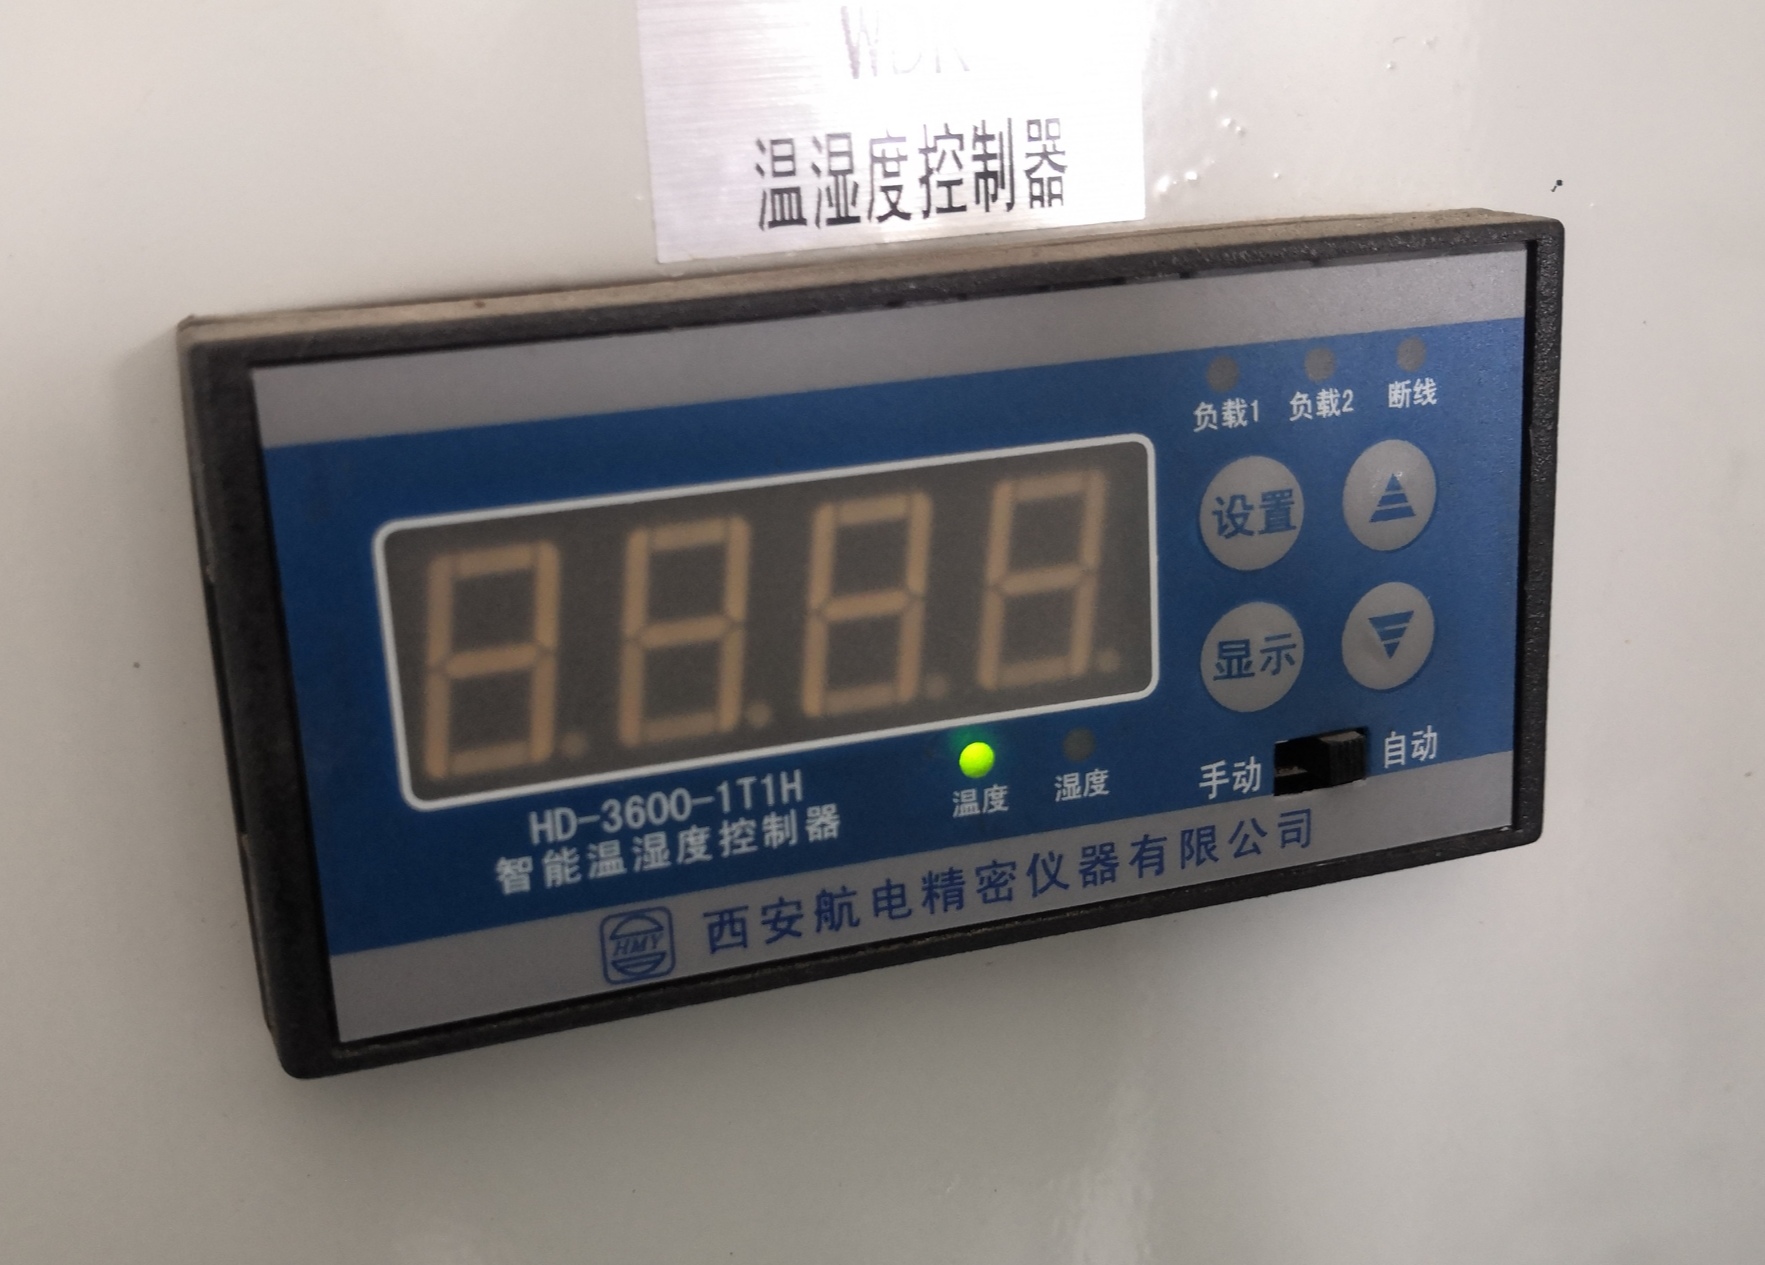 WDK
温湿度控制器
负载1 负载2 断线
设置
显示
温度 湿度
手动 自动
HD-3600-1T1H
智能温湿度控制器
HMY 西安航电精密仪器有限公司